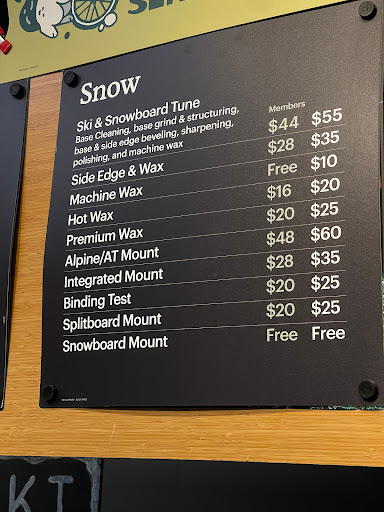 Snow
Members
Ski & Snowboard Tune $44 $55
Base Cleaning, base grind & structuring,
base & side edge beveling, sharpening,
polishing, and machine wax
Side Edge & Wax $28 $35
Machine Wax Free $10
Hot Wax $16 $20
Premium Wax $20 $25
Alpine/AT Mount $48 $60
Integrated Mount $28 $35
Binding Test $20 $25
Splitboard Mount $20 $25
Snowboard Mount Free Free
KT